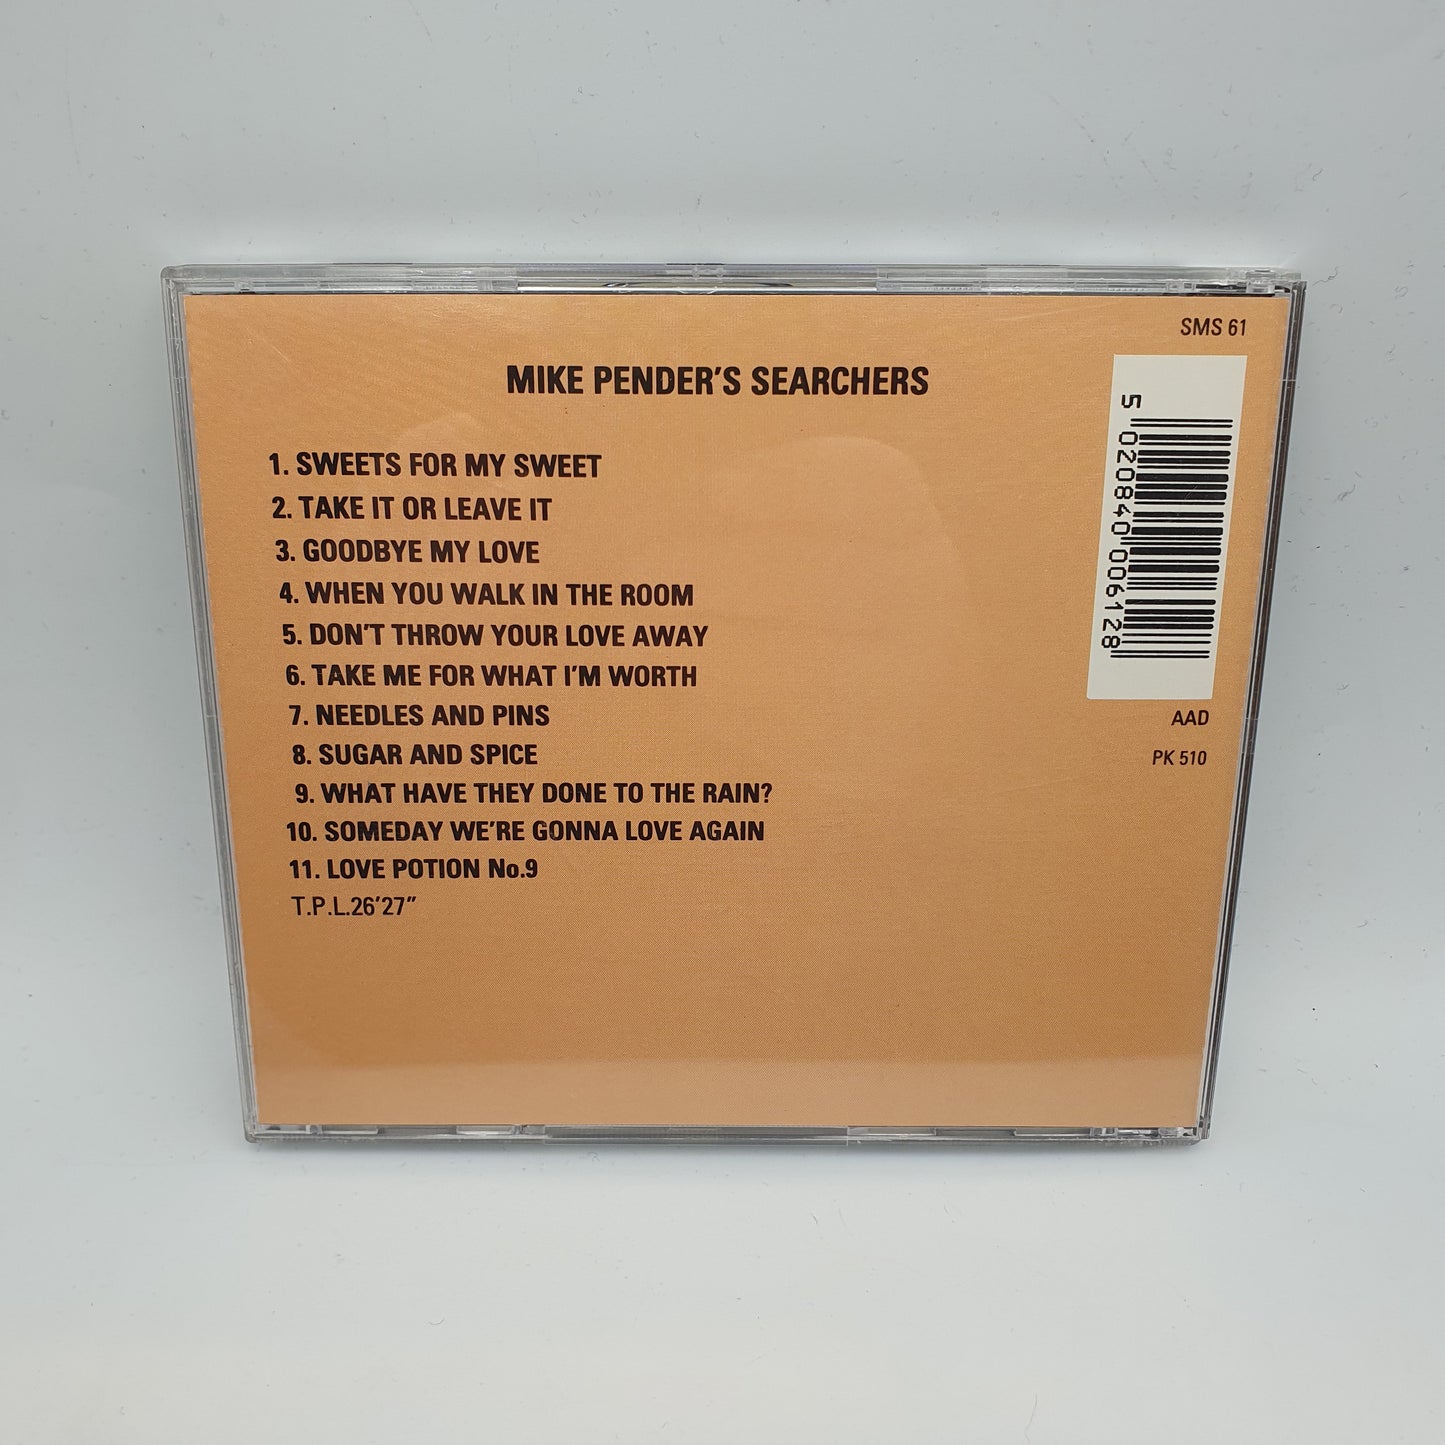 SMS 61
MIKE PENDER'S SEARCHERS
1. SWEETS FOR MY SWEET
2. TAKE IT OR LEAVE IT
3. GOODBYE MY LOVE
4. WHEN YOU WALK IN THE ROOM
5. DON'T THROW YOUR LOVE AWAY
6. TAKE ME FOR WHAT I'M WORTH
7. NEEDLES AND PINS
8. SUGAR AND SPICE
9. WHAT HAVE THEY DONE TO THE RAIN?
10. SOMEDAY WE'RE GONNA LOVE AGAIN
11. LOVE POTION No.9
T.P.L.26'27"
5 020840 006128
AAD
PK 510